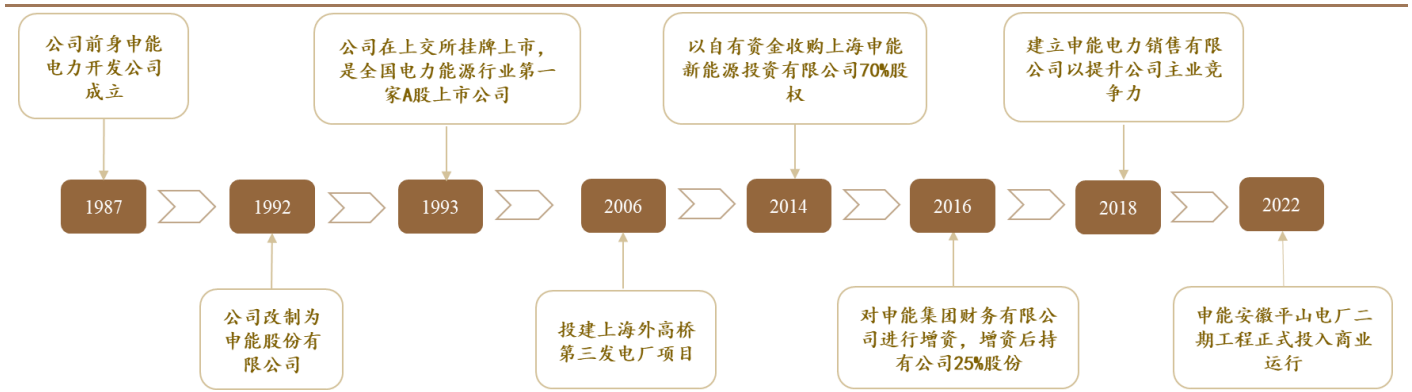 公司前身申能
电力开发公司
成立
公司在上交所挂牌上市，
是全国电力能源行业第一
家A股上市公司
以自有资金收购上海申能
新能源投资有限公司70%股
权
建立申能电力销售有限
公司以提升公司主业竞
争力
1987
1992
1993
2006
2014
2016
2018
2022
公司改制为
申能股份有
限公司
投建上海外高桥
第三发电厂项目
对申能集团财务有限公
司进行增资，增资后持
有公司25%股份
申能安徽平山电厂二
期工程正式投入商业
运行